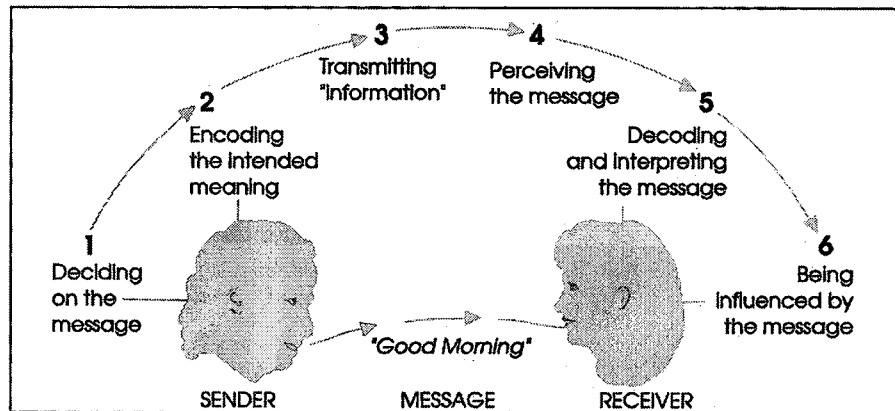 1
Deciding
on the
message
2
Encoding
the intended
meaning
3
Transmitting
"Information"
4
Perceiving
the message
5
Decoding
and interpreting
the message
6
Being
influenced by
the message
"Good Morning"
SENDER
MESSAGE
RECEIVER